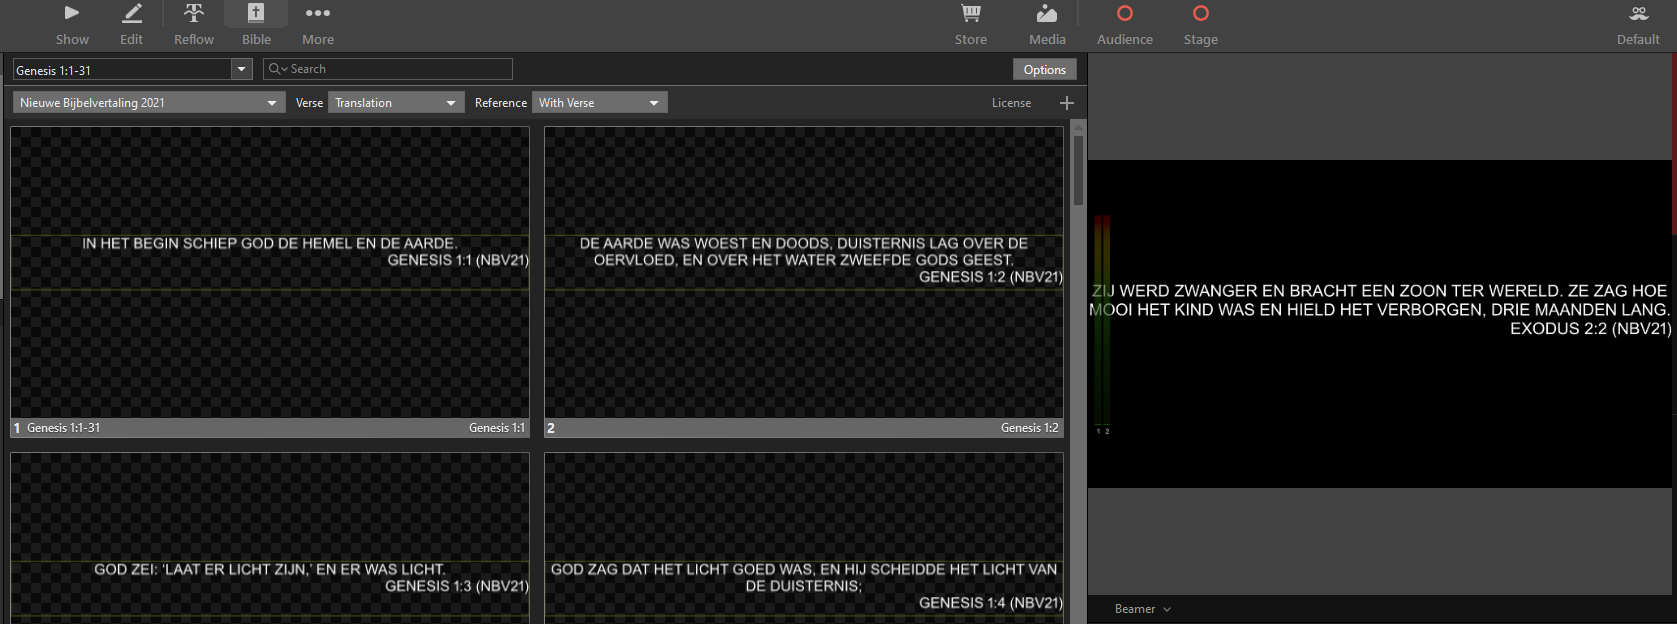 Show
Edit
Reflow
Bible
More
Store
Media
Audience
Stage
Default
Genesis 1:1-31
Search
Options
Nieuwe Bijbelvertaling 2021
Verse
Translation
Reference
With Verse
License
IN HET BEGIN SCHIEP GOD DE HEMEL EN DE AARDE.
GENESIS 1:1 (NBV21)
1 Genesis 1:1-31
Genesis 1:1
DE AARDE WAS WOEST EN DOODS, DUISTERNIS LAG OVER DE
OERVLOED, EN OVER HET WATER ZWEEFDE GODS GEEST.
GENESIS 1:2 (NBV21)
2
Genesis 1:2
GOD ZEI: ‘LAAT ER LICHT ZIJN,’ EN ER WAS LICHT.
GENESIS 1:3 (NBV21)
GOD ZAG DAT HET LICHT GOED WAS, EN HIJ SCHEIDDE HET LICHT VAN
DE DUISTERNIS;
GENESIS 1:4 (NBV21)
ZIJ WERD ZWANGER EN BRACHT EEN ZOON TER WERELD. ZE ZAG HOE
MOOI HET KIND WAS EN HIELD HET VERBORGEN, DRIE MAANDEN LANG.
EXODUS 2:2 (NBV21)
1 2
Beamer